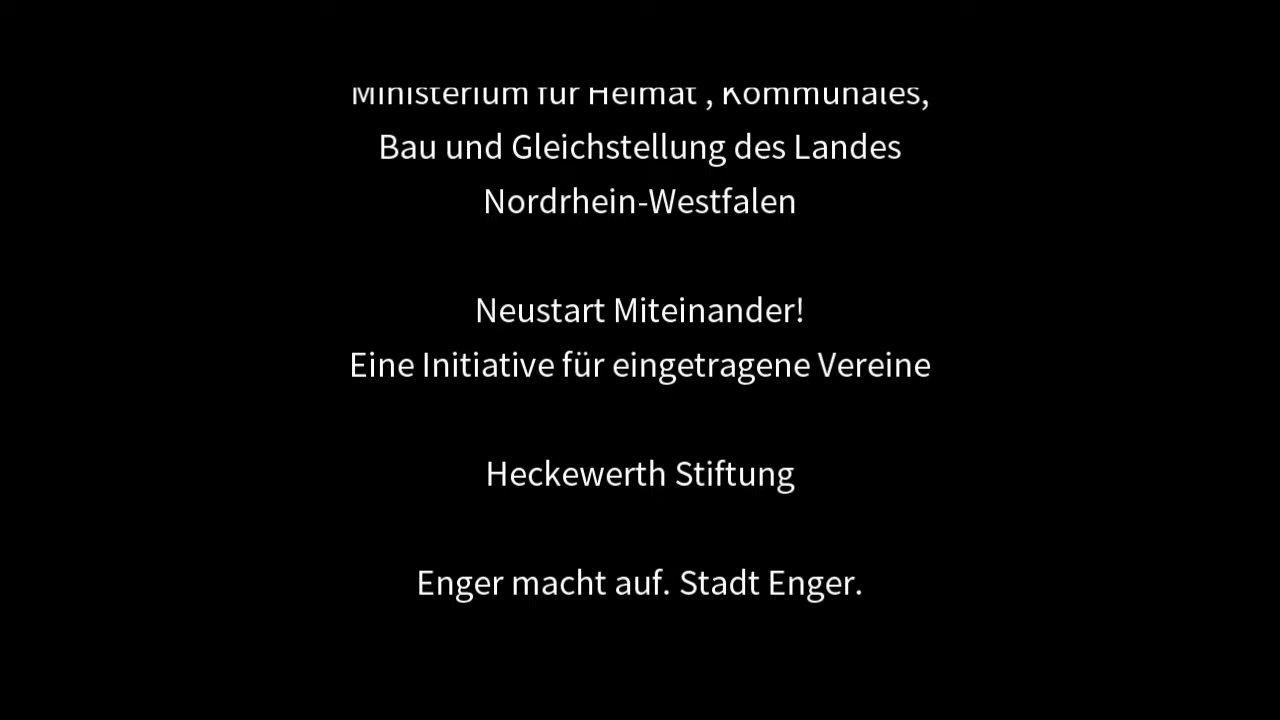 Ministerium für Heimat , Kommunales,
Bau und Gleichstellung des Landes
Nordrhein-Westfalen
Neustart Miteinander!
Eine Initiative für eingetragene Vereine
Heckewerth Stiftung
Enger macht auf. Stadt Enger.